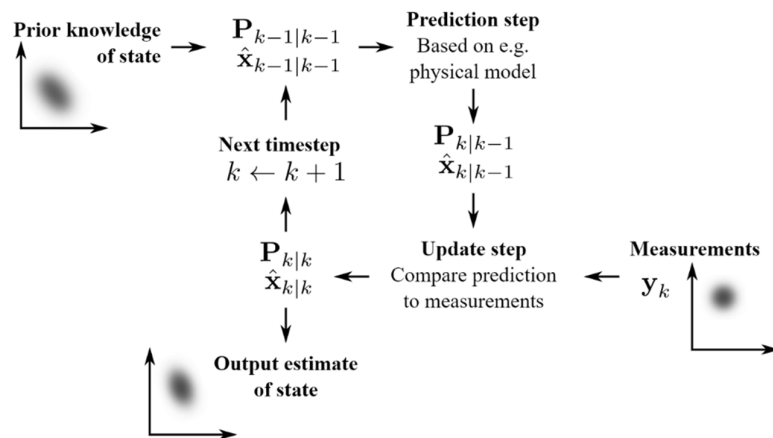 Prior knowledge
of state
P_{k−1|k−1}
x̂_{k−1|k−1}
Prediction step
Based on e.g.
physical model
P_{k|k−1}
x̂_{k|k−1}
Next timestep
k ← k + 1
P_{k|k}
x̂_{k|k}
Update step
Compare prediction
to measurements
Measurements
y_k
Output estimate
of state